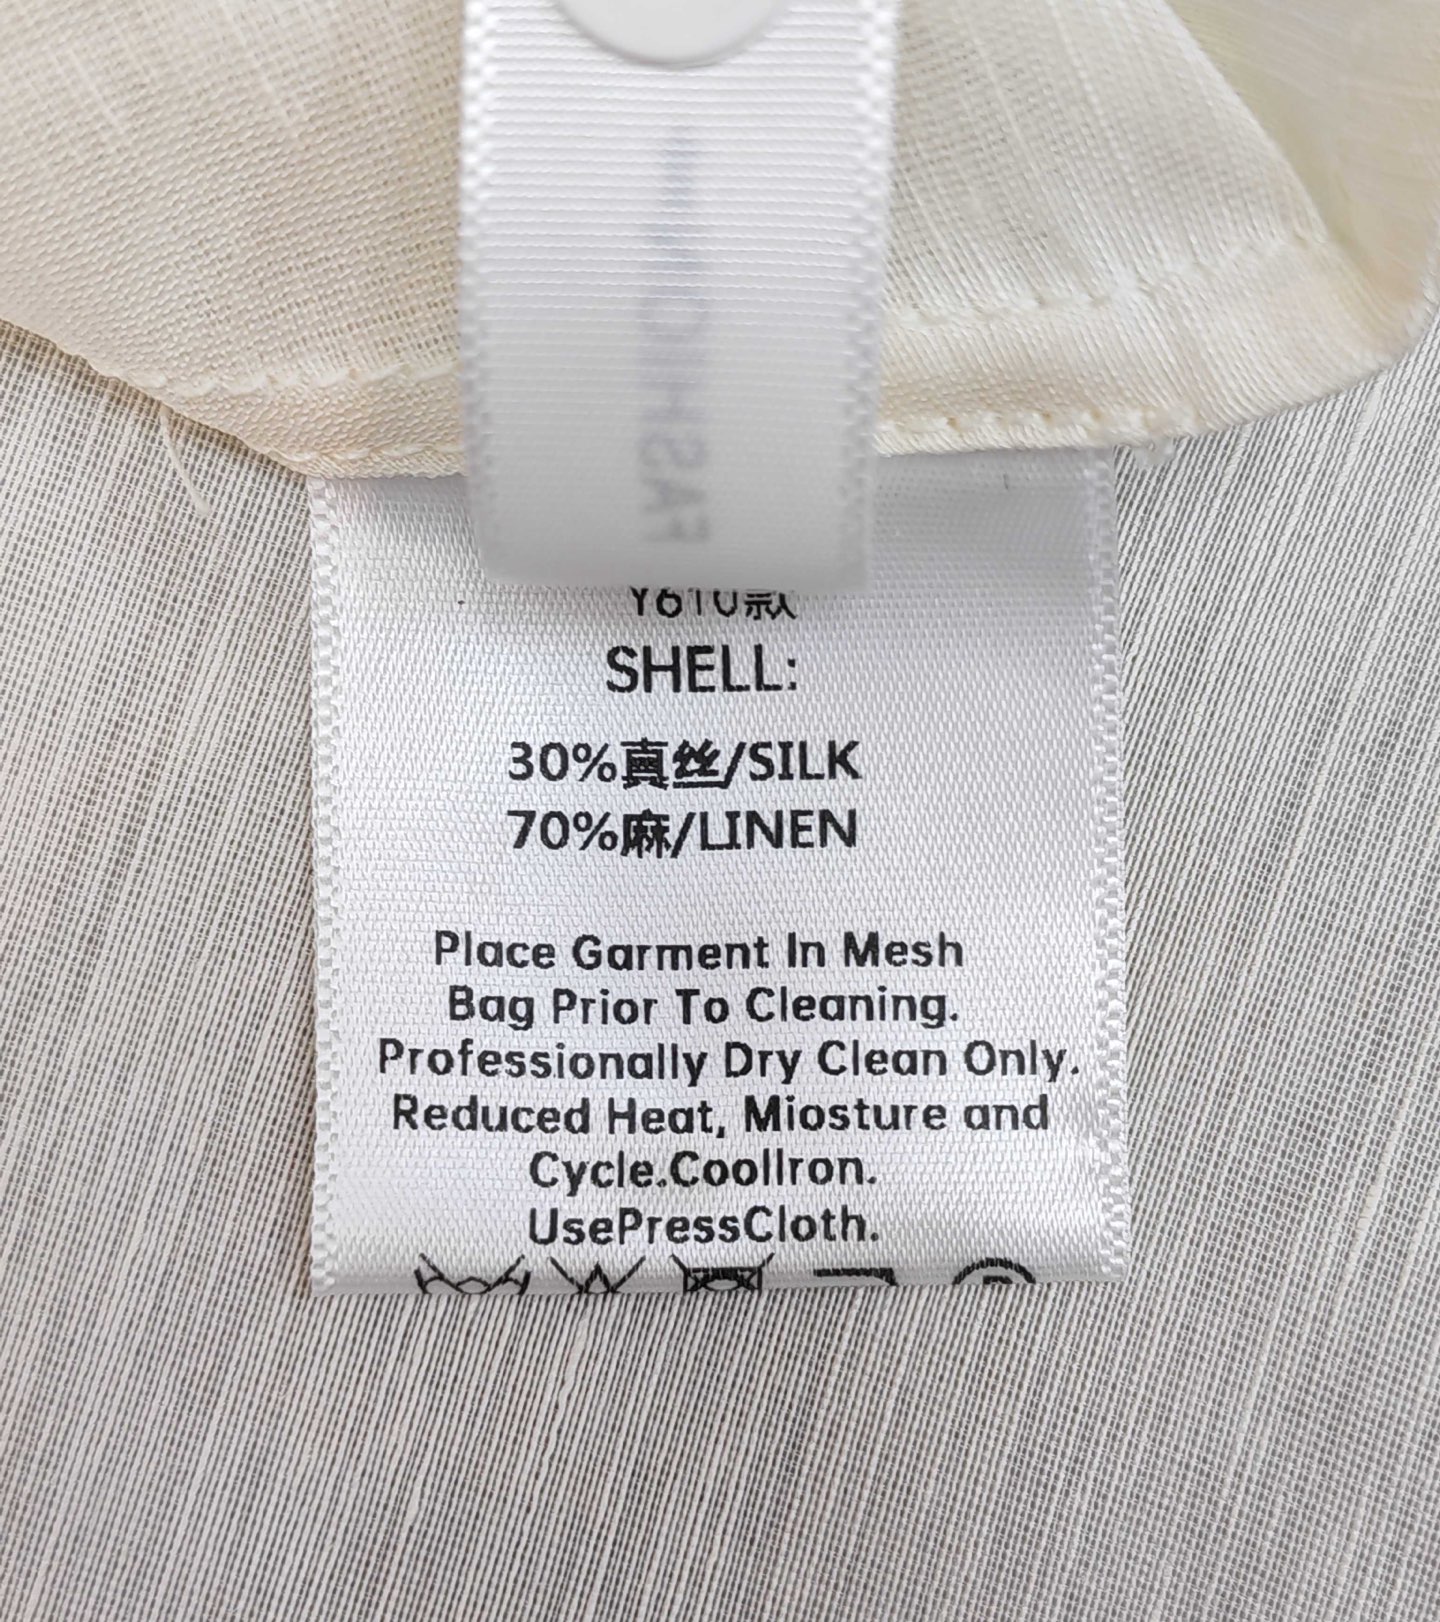 FASHION
Y610款
SHELL:
30%真丝/SILK
70%麻/LINEN
Place Garment In Mesh
Bag Prior To Cleaning.
Professionally Dry Clean Only.
Reduced Heat, Miosture and
Cycle.CoolIron.
UsePressCloth.